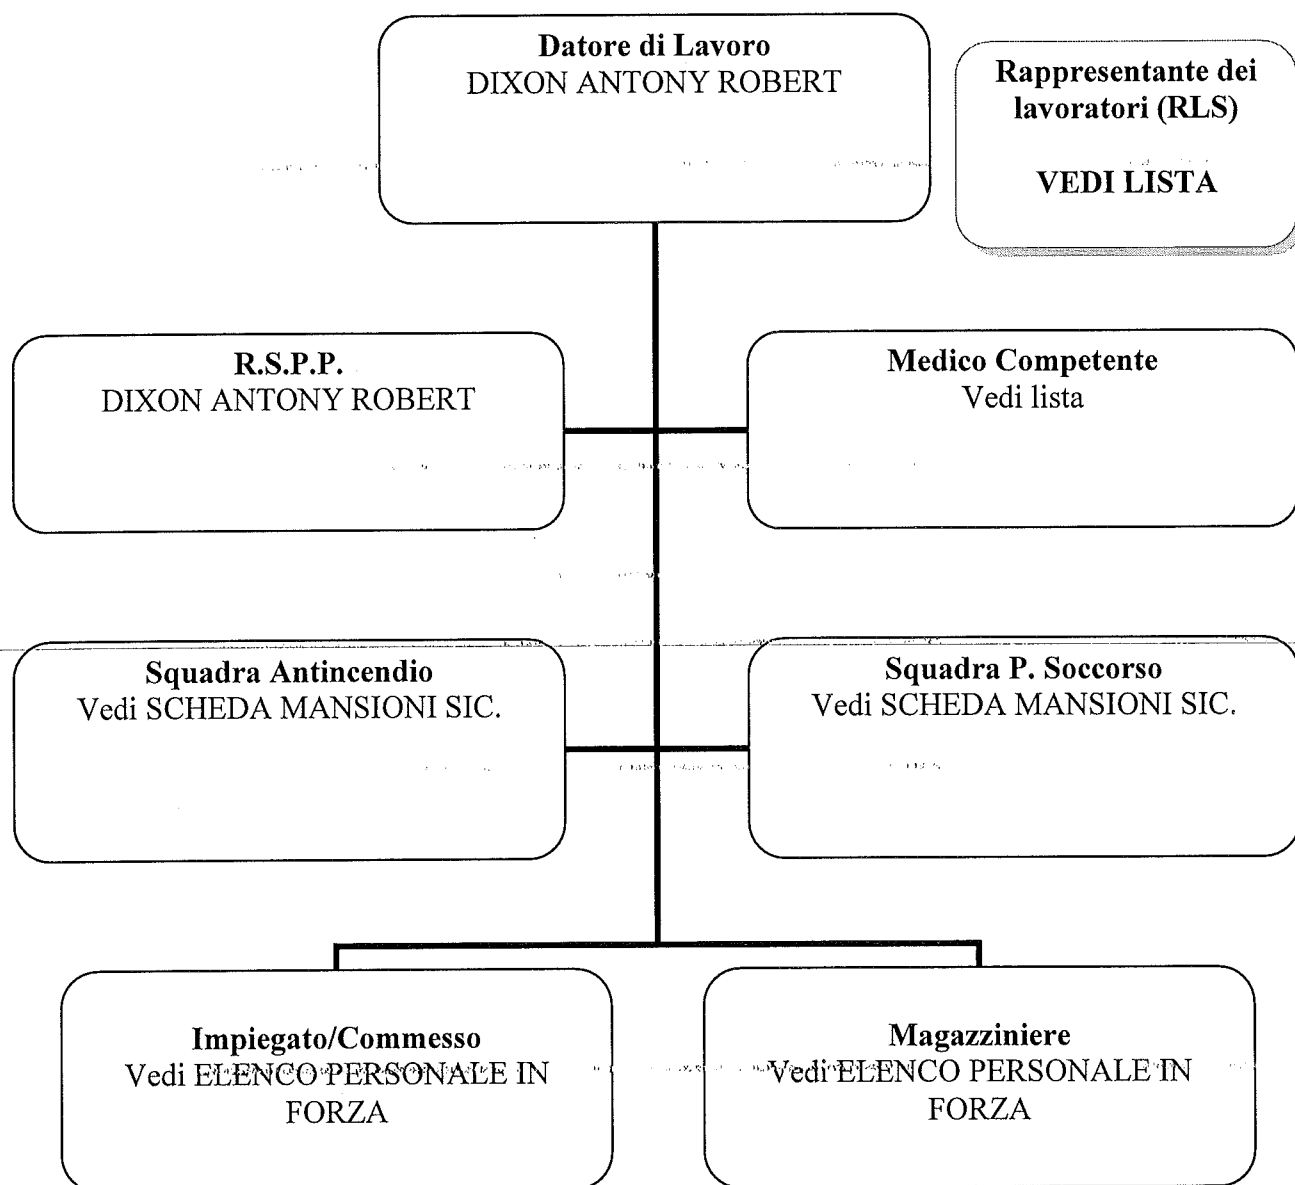 Datore di Lavoro
DIXON ANTONY ROBERT
Rappresentante dei
lavoratori (RLS)
VEDI LISTA
R.S.P.P.
DIXON ANTONY ROBERT
Medico Competente
Vedi lista
Squadra Antincendio
Vedi SCHEDA MANSIONI SIC.
Squadra P. Soccorso
Vedi SCHEDA MANSIONI SIC.
Impiegato/Commesso
Vedi ELENCO PERSONALE IN
FORZA
Magazziniere
Vedi ELENCO PERSONALE IN
FORZA